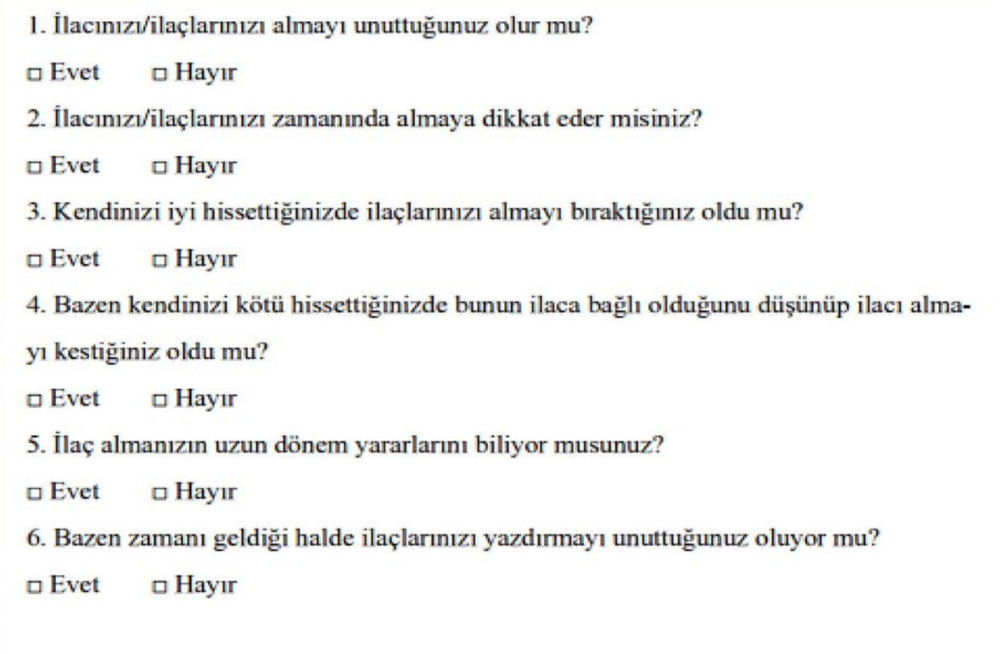 1. İlacınızı/ilaçlarınızı almayı unuttuğunuz olur mu?
□ Evet □ Hayır
2. İlacınızı/ilaçlarınızı zamanında almaya dikkat eder misiniz?
□ Evet □ Hayır
3. Kendinizi iyi hissettiğinizde ilaçlarınızı almayı bıraktığınız oldu mu?
□ Evet □ Hayır
4. Bazen kendinizi kötü hissettiğinizde bunun ilaca bağlı olduğunu düşünüp ilacı alma-
yı kestiğiniz oldu mu?
□ Evet □ Hayır
5. İlaç almanızın uzun dönem yararlarını biliyor musunuz?
□ Evet □ Hayır
6. Bazen zamanı geldiği halde ilaçlarınızı yazdırmayı unuttuğunuz oluyor mu?
□ Evet □ Hayır